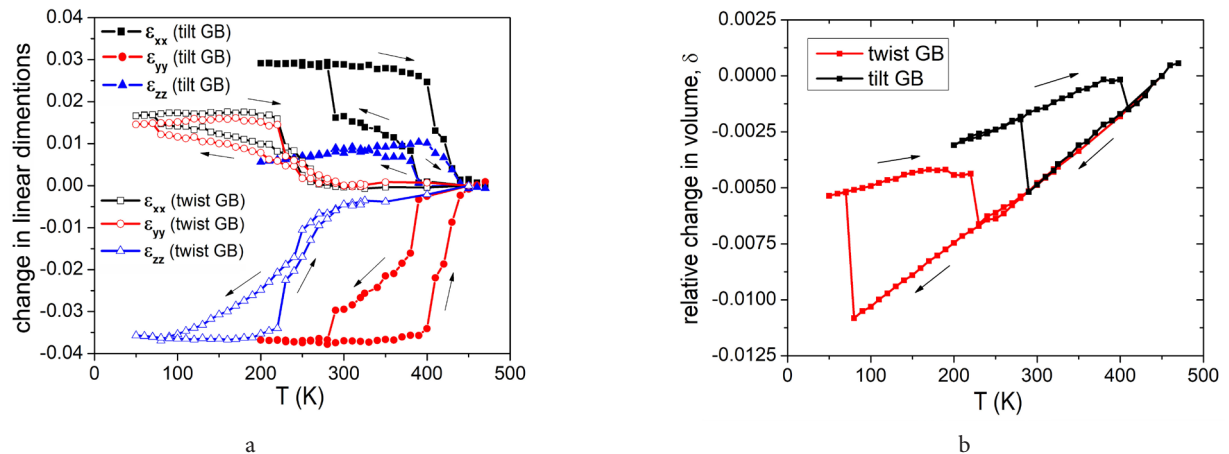 change in linear dimentions
0.04
0.03
0.02
0.01
0.00
-0.01
-0.02
-0.03
-0.04
εxx (tilt GB)
εyy (tilt GB)
εzz (tilt GB)
εxx (twist GB)
εyy (twist GB)
εzz (twist GB)
0 100 200 300 400 500
T (K)
a
relative change in volume, δ
0.0025
0.0000
-0.0025
-0.0050
-0.0075
-0.0100
-0.0125
twist GB
tilt GB
0 100 200 300 400 500
T (K)
b